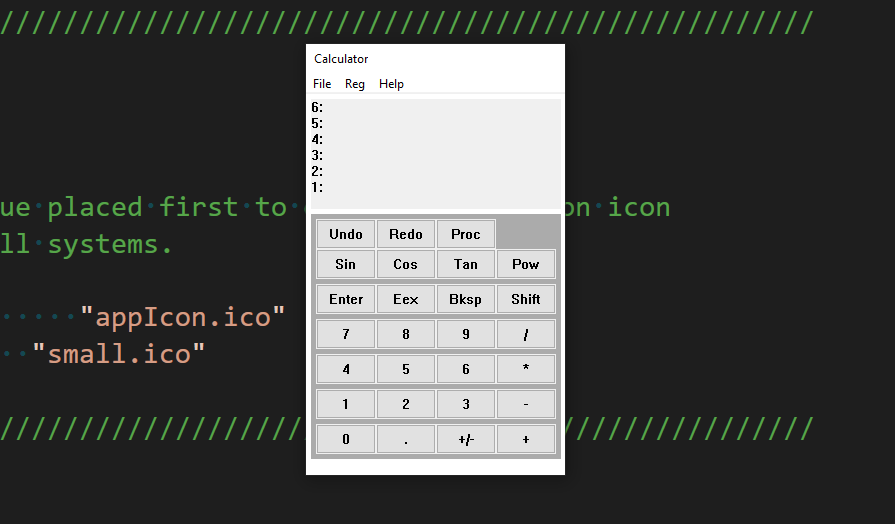 //////////////////////////////////////////////////
Calculator
File Reg Help
6:
5:
4:
3:
2:
1:
ue placed first to on icon
ll systems.
Undo Redo Proc
Sin Cos Tan Pow
Enter Eex Bksp Shift
"appIcon.ico"
7 8 9 /
"small.ico"
4 5 6 *
1 2 3 -
////////////////////////////////////
0 . +/- +